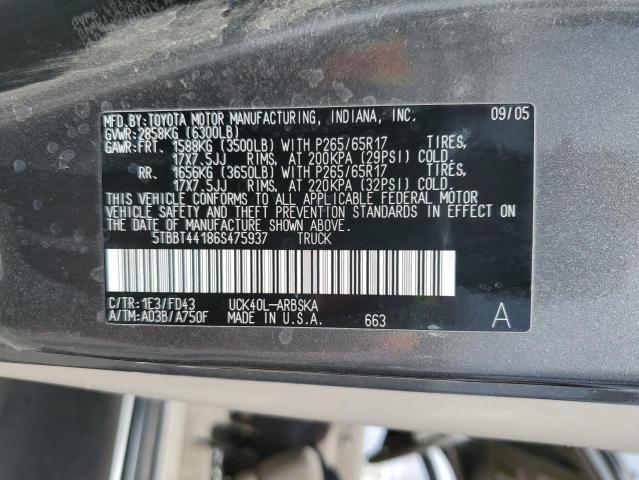 MFD.BY:TOYOTA MOTOR MANUFACTURING, INDIANA, INC. 09/05
GVWR:2858KG (6300LB)
GAWR:FRT. 1588KG (3500LB) WITH P265/65R17 TIRES,
17X7.5JJ RIMS, AT 200KPA (29PSI) COLD.
RR. 1656KG (3650LB) WITH P265/65R17 TIRES,
17X7.5JJ RIMS, AT 220KPA (32PSI) COLD.
THIS VEHICLE CONFORMS TO ALL APPLICABLE FEDERAL MOTOR
VEHICLE SAFETY AND THEFT PREVENTION STANDARDS IN EFFECT
ON THE DATE OF MANUFACTURE SHOWN ABOVE.
5TBBT44186S475937 TRUCK
C/TR:1E3/FD43 UCK40L-ARBSKA
A/TM:A03B/A750F MADE IN U.S.A. 663 A